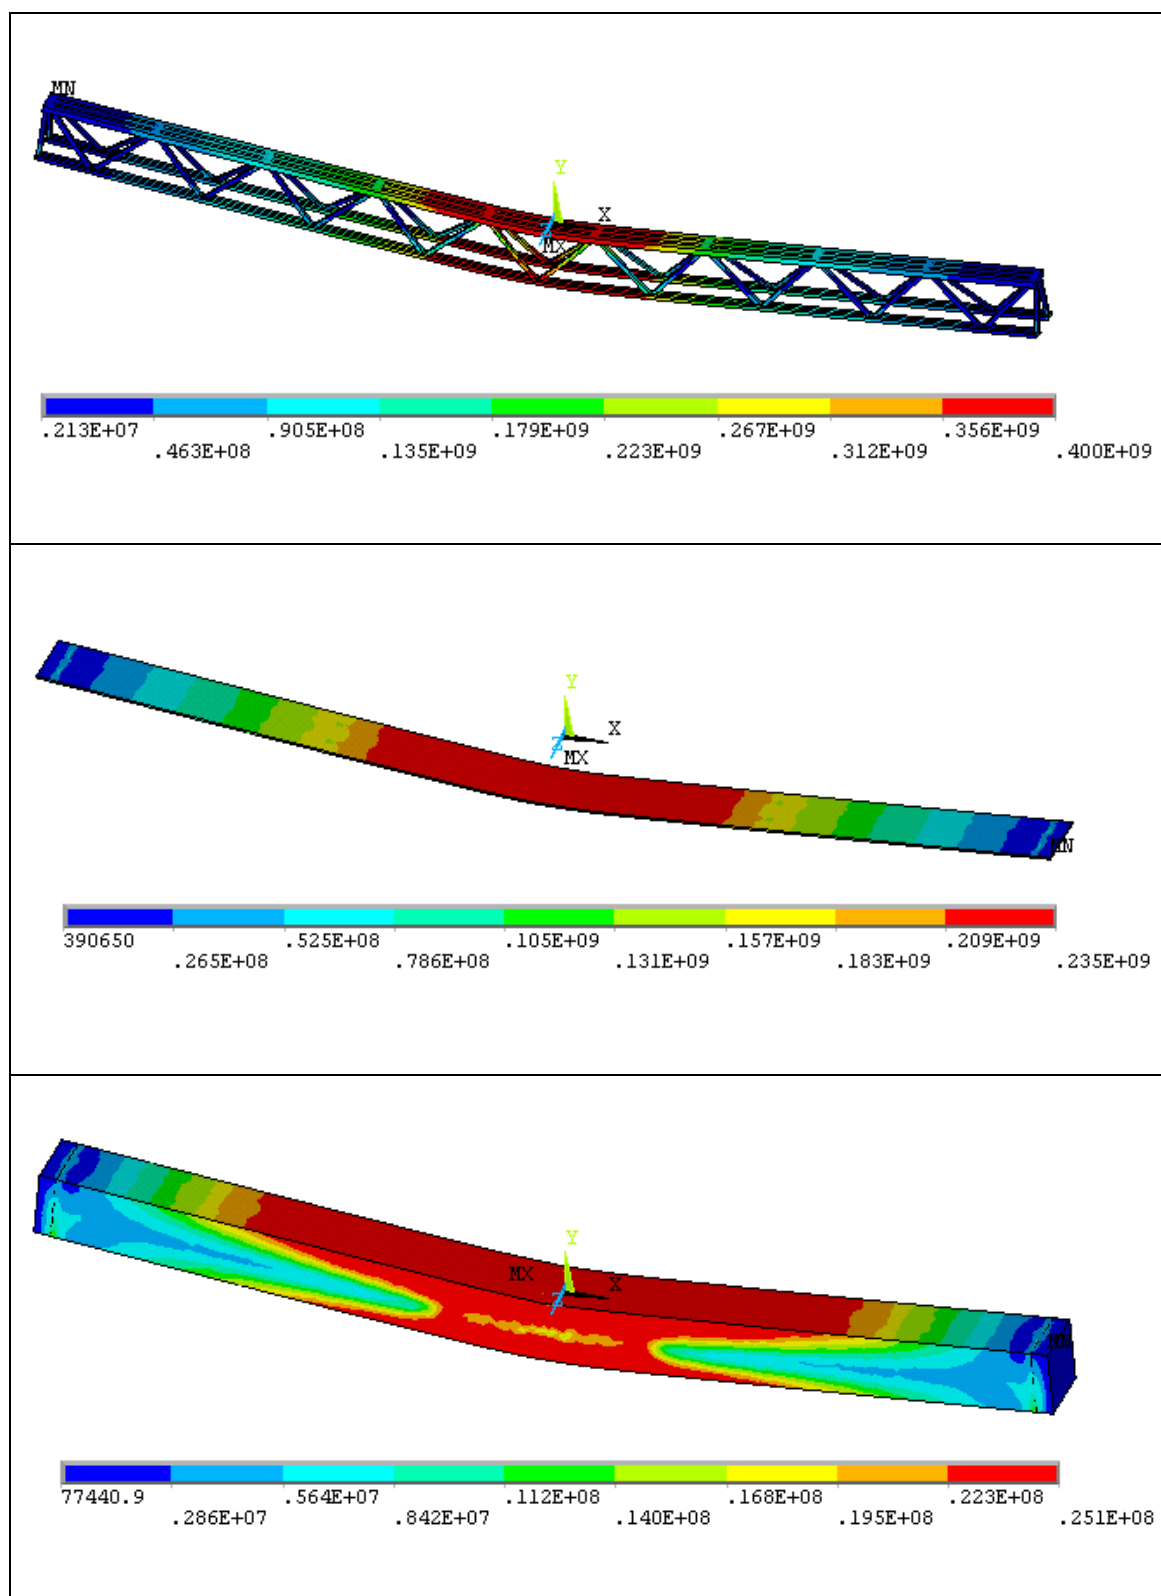 MN
Y
X
Z
MX
.213E+07 .905E+08 .179E+09 .267E+09 .356E+09
.463E+08 .135E+09 .223E+09 .312E+09 .400E+09
Y
X
Z
MX
MN
390650 .525E+08 .105E+09 .157E+09 .209E+09
.265E+08 .786E+08 .131E+09 .183E+09 .235E+09
Y
MX
X
Z
MN
77440.9 .564E+07 .112E+08 .168E+08 .223E+08
.286E+07 .842E+07 .140E+08 .195E+08 .251E+08